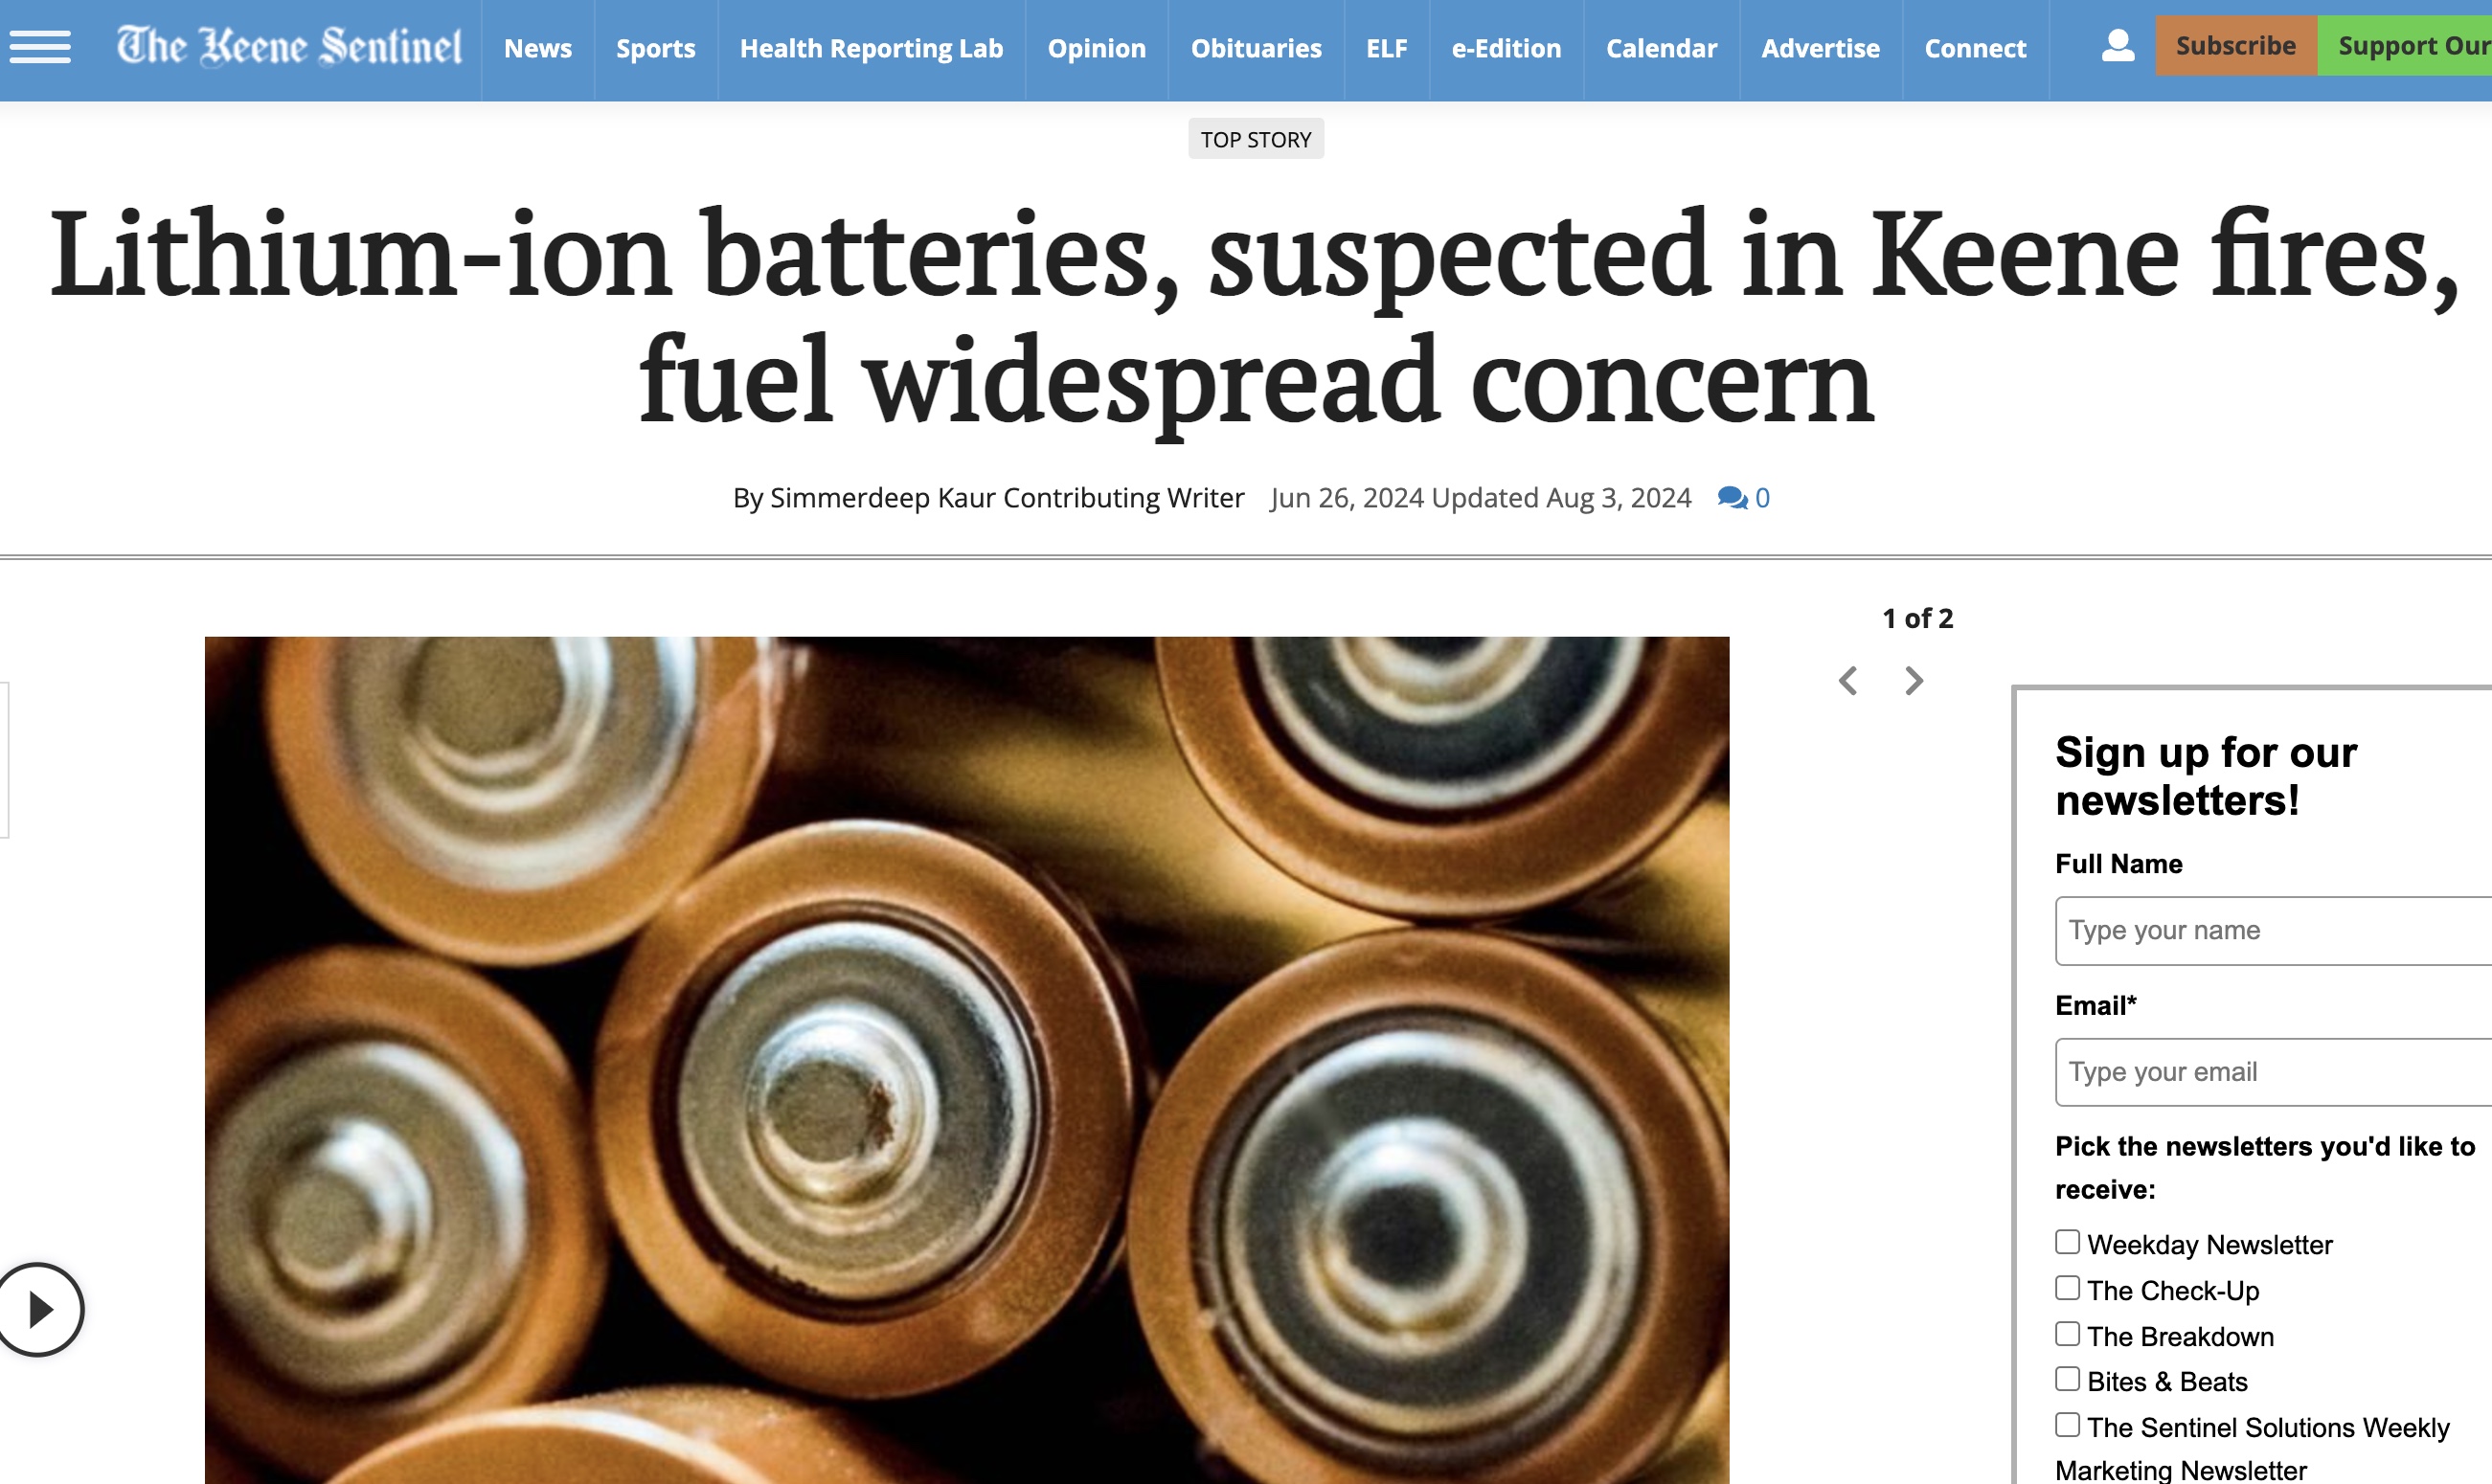 The Keene Sentinel
News
Sports
Health Reporting Lab
Opinion
Obituaries
ELF
e-Edition
Calendar
Advertise
Connect
Subscribe
Support Our
TOP STORY
Lithium-ion batteries, suspected in Keene fires,
fuel widespread concern
By Simmerdeep Kaur Contributing Writer Jun 26, 2024 Updated Aug 3, 2024 0
1 of 2
Sign up for our
newsletters!
Full Name
Type your name
Email*
Type your email
Pick the newsletters you'd like to
receive:
Weekday Newsletter
The Check-Up
The Breakdown
Bites & Beats
The Sentinel Solutions Weekly
Marketing Newsletter